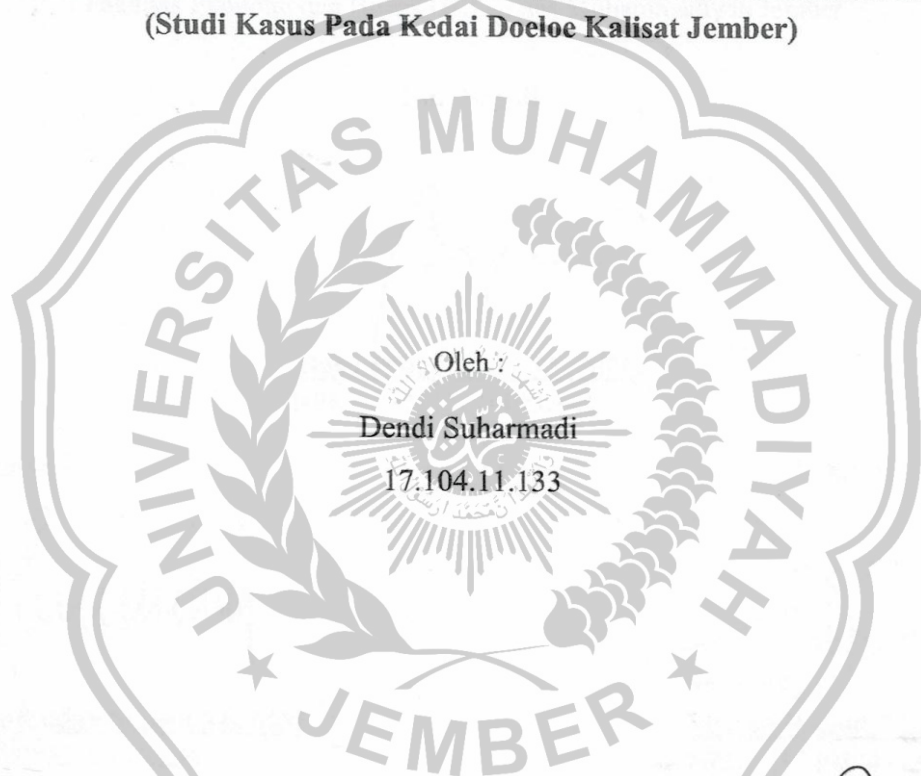 (Studi Kasus Pada Kedai Doeloe Kalisat Jember)
UNIVERSITAS MUHAMMADIYAH
Oleh :
Dendi Suharmadi
17.104.11.133
JEMBER